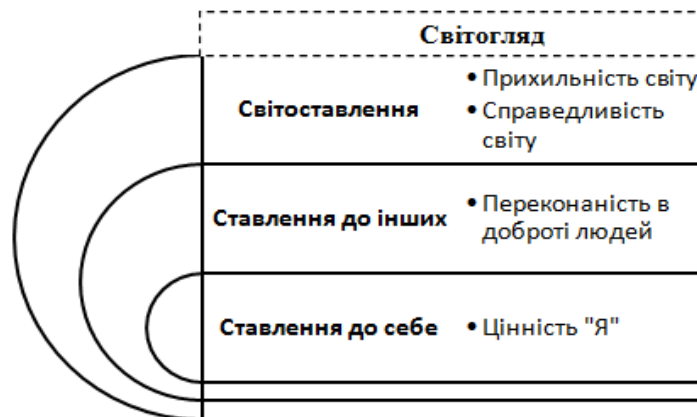 Світогляд
Світоставлення
• Прихильність світу
• Справедливість
світу
Ставлення до інших
• Переконаність в
доброті людей
Ставлення до себе
• Цінність "Я"